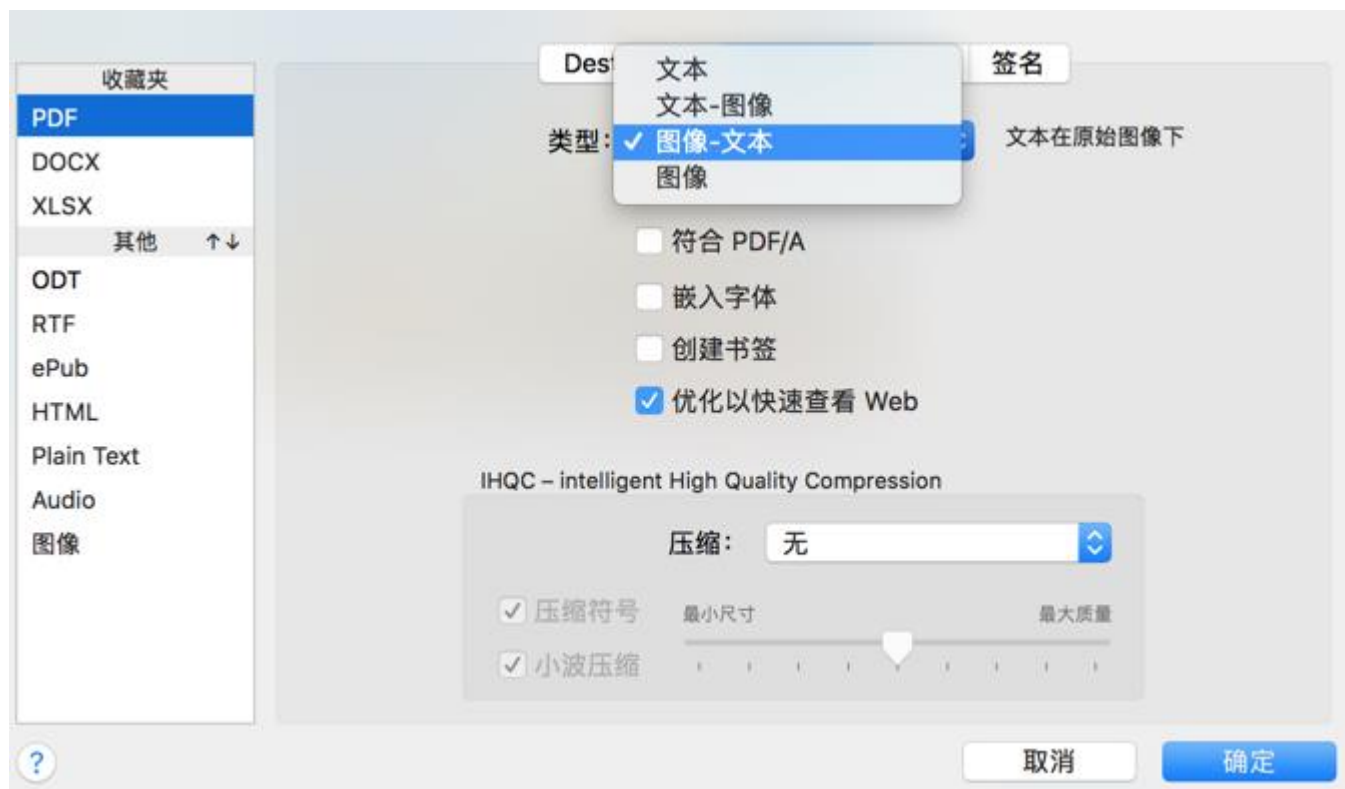 收藏夹
PDF
DOCX
XLSX
其他 ↑↓
ODT
RTF
ePub
HTML
Plain Text
Audio
图像
Dest
签名
类型:
文本
文本-图像
✓ 图像-文本
图像
文本在原始图像下
符合 PDF/A
嵌入字体
创建书签
优化以快速查看 Web
IHQC – intelligent High Quality Compression
压缩: 无
压缩符号
最小尺寸 最大质量
小波压缩
?
取消 确定